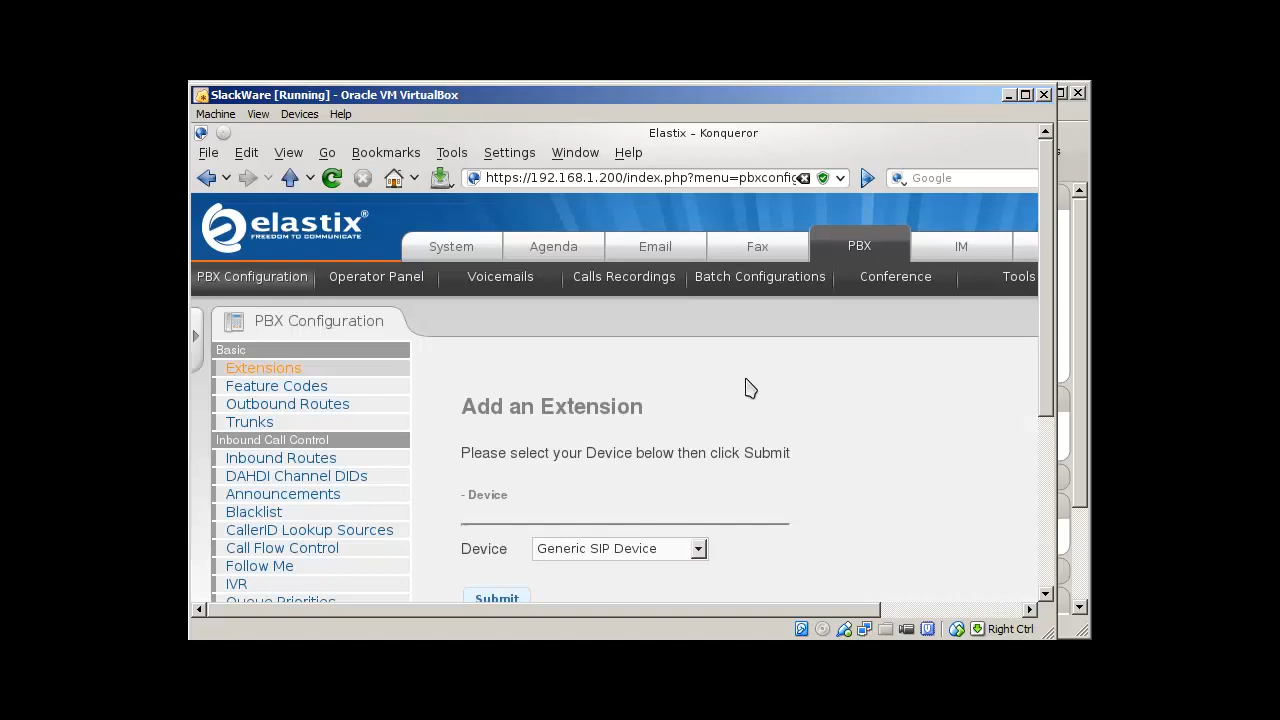 SlackWare [Running] - Oracle VM VirtualBox
Machine View Devices Help
Elastix – Konqueror
File Edit View Go Bookmarks Tools Settings Window Help
https://192.168.1.200/index.php?menu=pbxconfig
Google
elastix®
FREEDOM TO COMMUNICATE
System Agenda Email Fax PBX IM
PBX Configuration Operator Panel Voicemails Calls Recordings Batch Configurations Conference Tools
PBX Configuration
Basic
Extensions
Feature Codes
Outbound Routes
Trunks
Inbound Call Control
Inbound Routes
DAHDI Channel DIDs
Announcements
Blacklist
CallerID Lookup Sources
Call Flow Control
Follow Me
IVR
Queue Priorities
Add an Extension
Please select your Device below then click Submit
- Device
Device Generic SIP Device
Submit
Right Ctrl